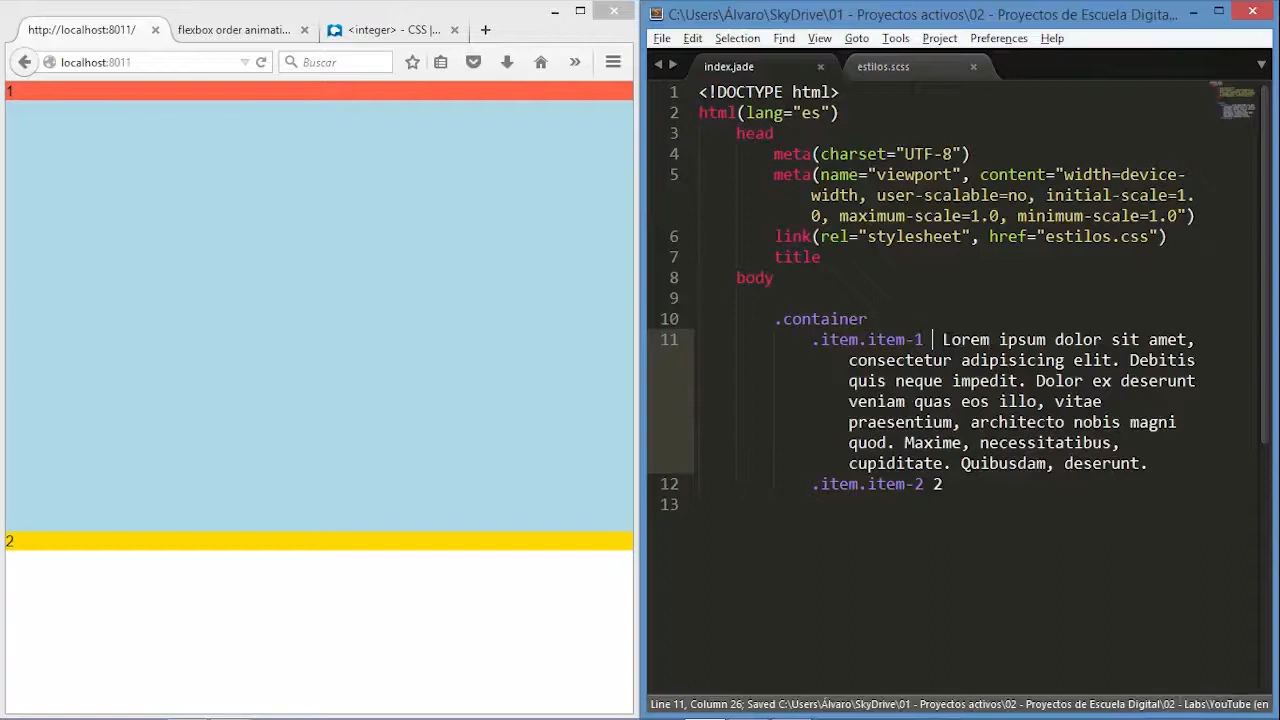 http://localhost:8011/
flexbox order animati...
<integer> - CSS |...
localhost:8011
Buscar
1
2
C:\Users\Álvaro\SkyDrive\01 - Proyectos activos\02 - Proyectos de Escuela Digital_
File Edit Selection Find View Goto Tools Project Preferences Help
index.jade
estilos.scss
1 <!DOCTYPE html>
2 html(lang="es")
3 head
4 meta(charset="UTF-8")
5 meta(name="viewport", content="width=device-
width, user-scalable=no, initial-scale=1.
0, maximum-scale=1.0, minimum-scale=1.0")
6 link(rel="stylesheet", href="estilos.css")
7 title
8 body
9
10 .container
11 .item.item-1 Lorem ipsum dolor sit amet,
consectetur adipisicing elit. Debitis
quis neque impedit. Dolor ex deserunt
veniam quas eos illo, vitae
praesentium, architecto nobis magni
quod. Maxime, necessitatibus,
cupiditate. Quibusdam, deserunt.
12 .item.item-2 2
13
Line 11, Column 26; Saved C:\Users\Álvaro\SkyDrive\01 - Proyectos activos\02 - Proyectos de Escuela Digital\02 - Labs\YouTube (en